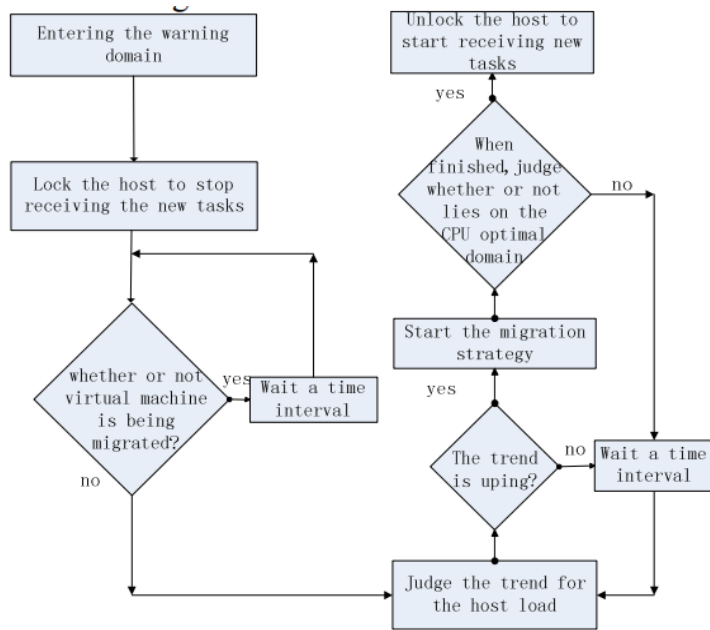 Entering the warning
domain
Lock the host to stop
receiving the new tasks
whether or not
virtual machine
is being
migrated?
yes
Wait a time
interval
no
Unlock the host to
start receiving new
tasks
yes
When
finished, judge
whether or not
lies on the
CPU optimal
domain
no
Start the migration
strategy
yes
The trend
is uping?
no
Wait a time
interval
Judge the trend for
the host load